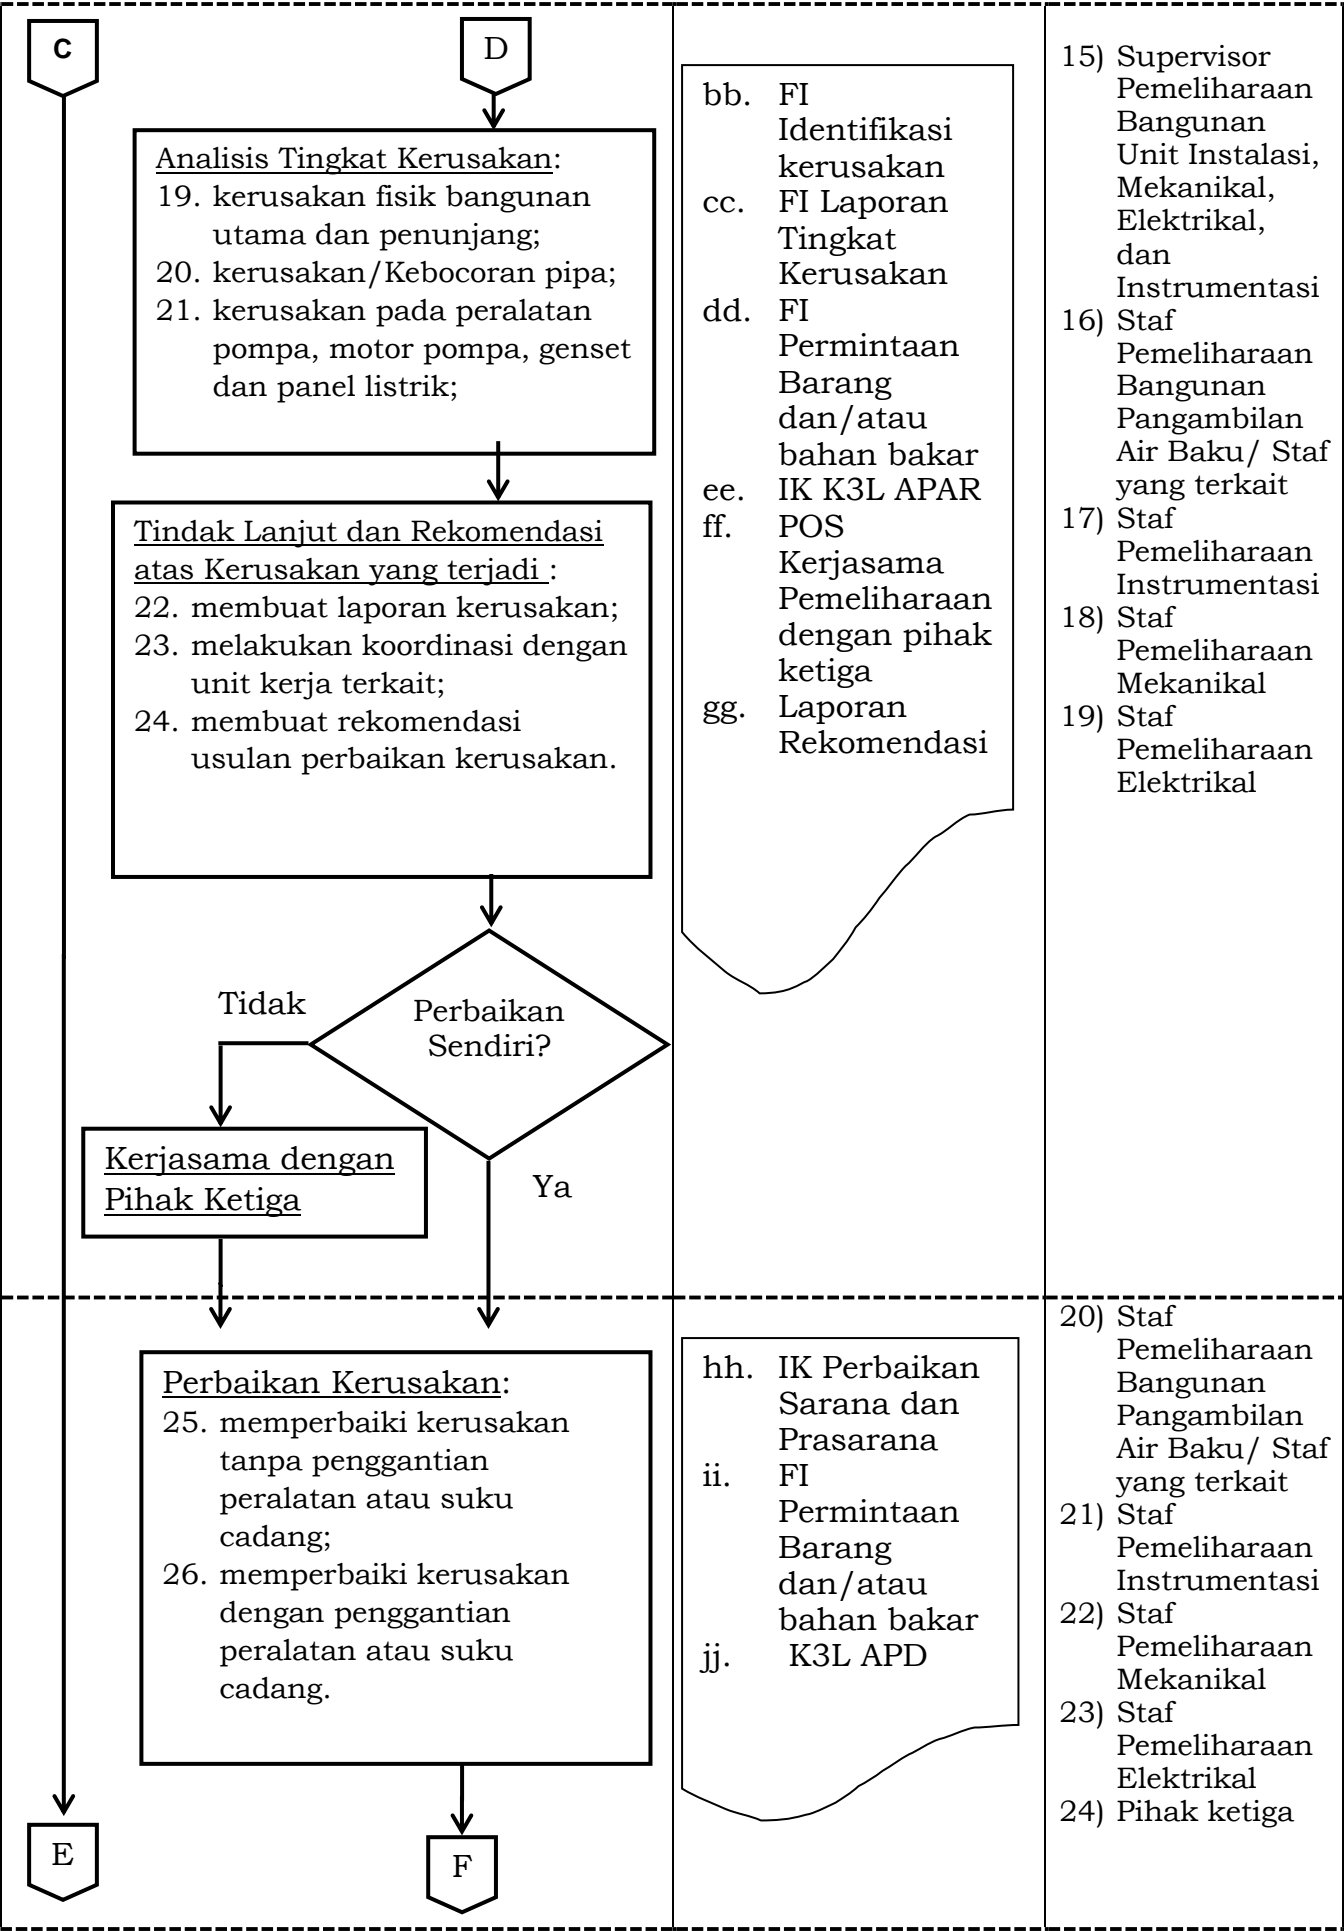 C
D
Analisis Tingkat Kerusakan:
19. kerusakan fisik bangunan
utama dan penunjang;
20. kerusakan/Kebocoran pipa;
21. kerusakan pada peralatan
pompa, motor pompa, genset
dan panel listrik;
Tindak Lanjut dan Rekomendasi
atas Kerusakan yang terjadi :
22. membuat laporan kerusakan;
23. melakukan koordinasi dengan
unit kerja terkait;
24. membuat rekomendasi
usulan perbaikan kerusakan.
Perbaikan
Sendiri?
Tidak
Ya
Kerjasama dengan
Pihak Ketiga
bb. FI
Identifikasi
kerusakan
cc. FI Laporan
Tingkat
Kerusakan
dd. FI
Permintaan
Barang
dan/atau
bahan bakar
ee. IK K3L APAR
ff. POS
Kerjasama
Pemeliharaan
dengan pihak
ketiga
gg. Laporan
Rekomendasi
15) Supervisor
Pemeliharaan
Bangunan
Unit Instalasi,
Mekanikal,
Elektrikal,
dan
Instrumentasi
16) Staf
Pemeliharaan
Bangunan
Pangambilan
Air Baku/ Staf
yang terkait
17) Staf
Pemeliharaan
Instrumentasi
18) Staf
Pemeliharaan
Mekanikal
19) Staf
Pemeliharaan
Elektrikal
Perbaikan Kerusakan:
25. memperbaiki kerusakan
tanpa penggantian
peralatan atau suku
cadang;
26. memperbaiki kerusakan
dengan penggantian
peralatan atau suku
cadang.
E
F
hh. IK Perbaikan
Sarana dan
Prasarana
ii. FI
Permintaan
Barang
dan/atau
bahan bakar
jj. K3L APD
20) Staf
Pemeliharaan
Bangunan
Pangambilan
Air Baku/ Staf
yang terkait
21) Staf
Pemeliharaan
Instrumentasi
22) Staf
Pemeliharaan
Mekanikal
23) Staf
Pemeliharaan
Elektrikal
24) Pihak ketiga